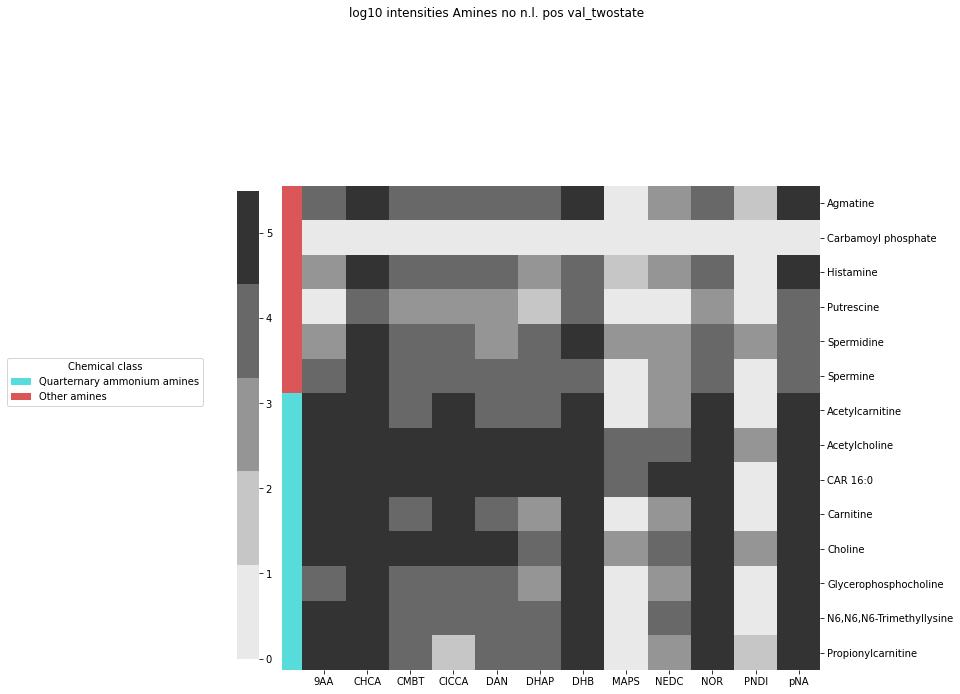 log10 intensities Amines no n.l. pos val_twostate
5
4
3
2
1
0
Chemical class
Quarternary ammonium amines
Other amines
Agmatine
Carbamoyl phosphate
Histamine
Putrescine
Spermidine
Spermine
Acetylcarnitine
Acetylcholine
CAR 16:0
Carnitine
Choline
Glycerophosphocholine
N6,N6,N6-Trimethyllysine
Propionylcarnitine
9AA CHCA CMBT ClCCA DAN DHAP DHB MAPS NEDC NOR PNDI pNA